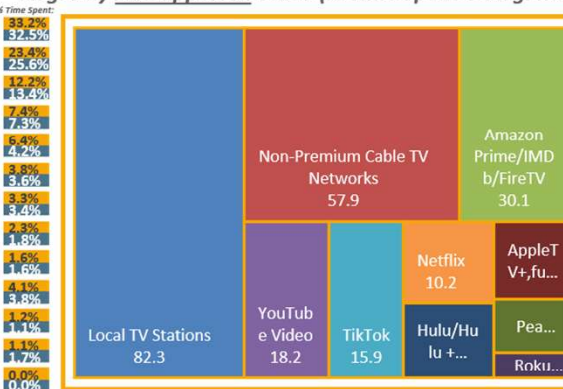 % Time Spent:
33.2%
32.5%
23.4%
25.6%
12.2%
13.4%
7.4%
7.3%
6.4%
4.2%
3.8%
3.6%
3.3%
3.4%
2.3%
1.8%
1.6%
1.6%
4.1%
3.8%
1.2%
1.1%
1.1%
1.7%
0.0%
0.0%
Local TV Stations
82.3
Non-Premium Cable TV
Networks
57.9
Amazon
Prime/IMD
b/FireTV
30.1
YouTub
e Video
18.2
TikTok
15.9
Netflix
10.2
Hulu/Hu
lu +...
AppleT
V+,fu...
Pea...
Roku...